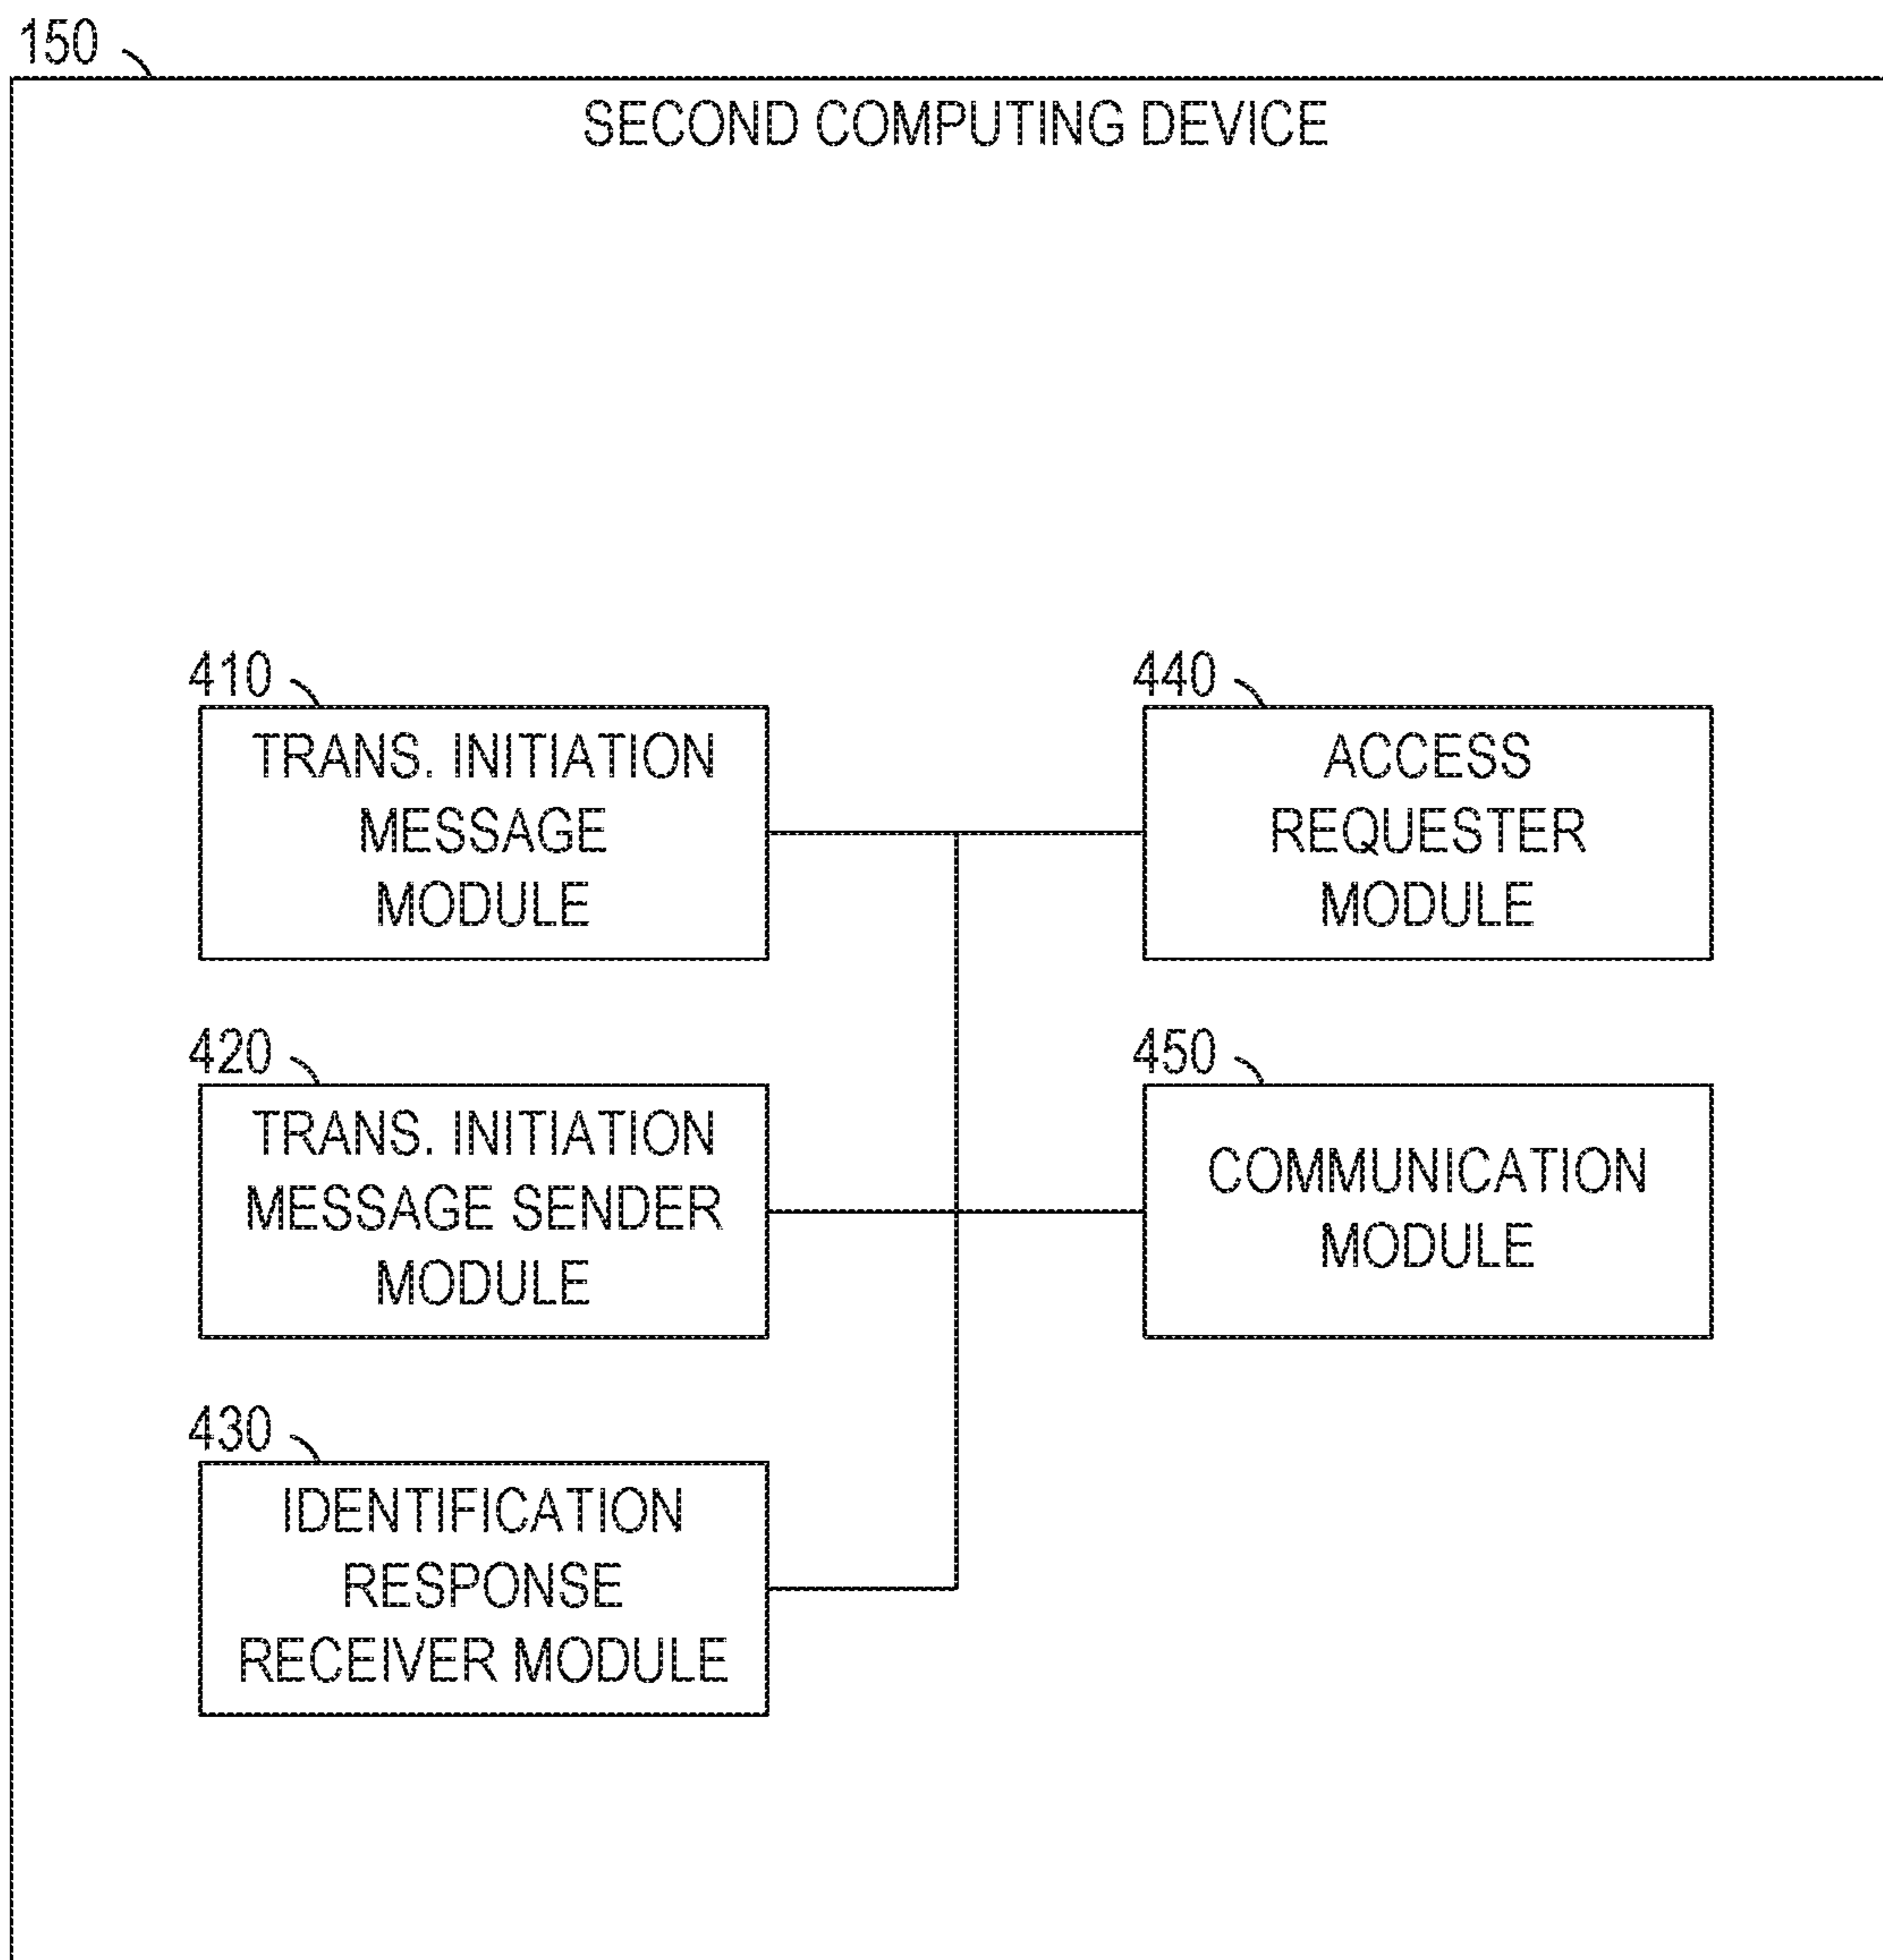 150
SECOND COMPUTING DEVICE
410
TRANS. INITIATION
MESSAGE
MODULE
440
ACCESS
REQUESTER
MODULE
420
TRANS. INITIATION
MESSAGE SENDER
MODULE
450
COMMUNICATION
MODULE
430
IDENTIFICATION
RESPONSE
RECEIVER MODULE